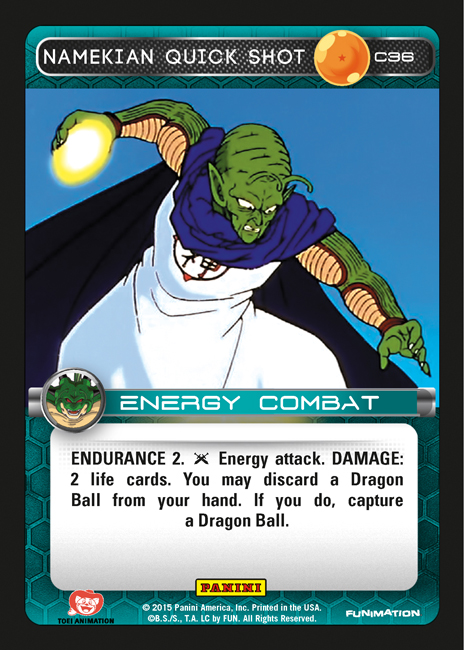 NAMEKIAN QUICK SHOT C36
ENERGY COMBAT
ENDURANCE 2. Energy attack. DAMAGE:
2 life cards. You may discard a Dragon
Ball from your hand. If you do, capture
a Dragon Ball.
PANINI
© 2015 Panini America, Inc. Printed in the USA.
©B.S./S., T.A. LC by FUN. All Rights Reserved.
TOEI ANIMATION
FUNIMATION